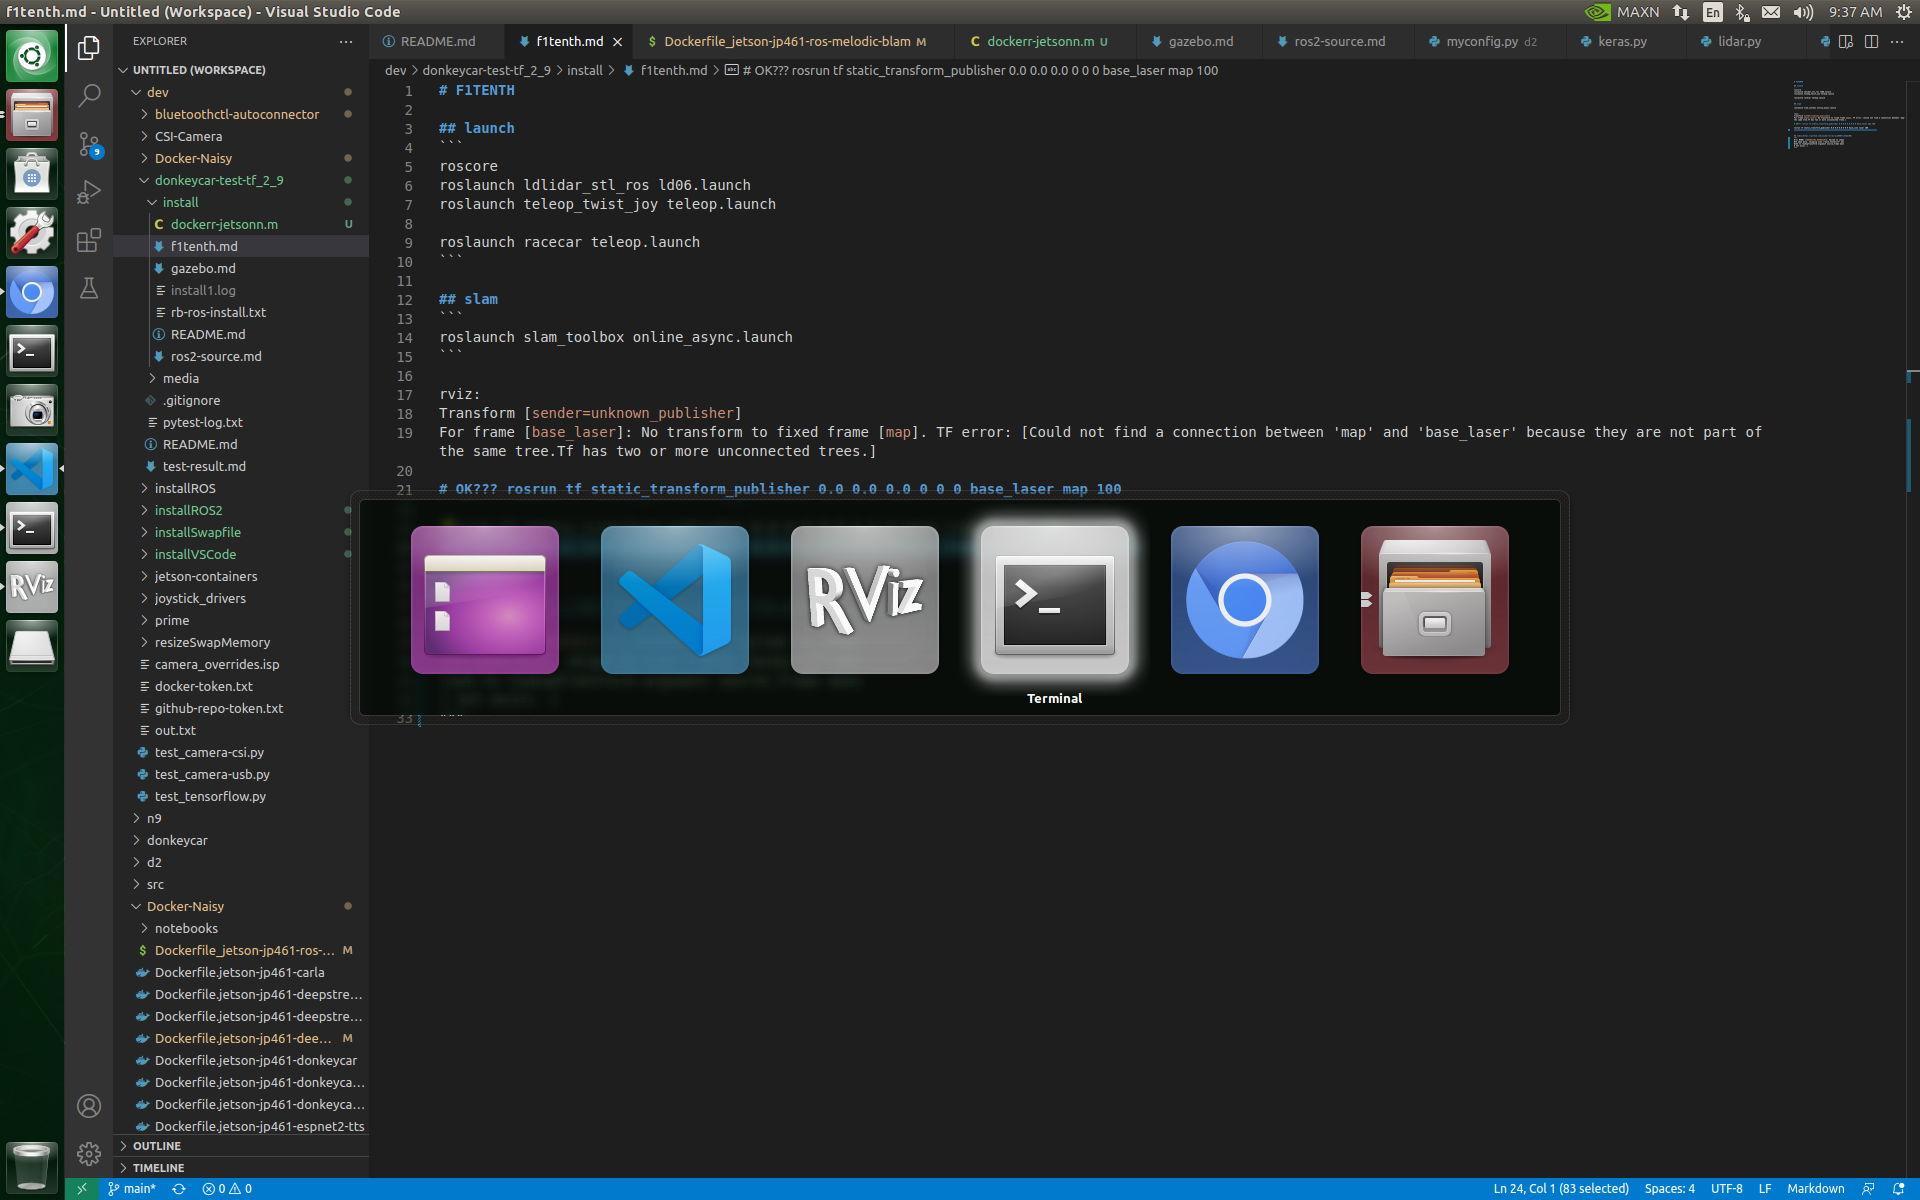 f1tenth.md - Untitled (Workspace) - Visual Studio Code
MAXN
En
9:37 AM
EXPLORER
README.md
f1tenth.md
$ Dockerfile_jetson-jp461-ros-melodic-blam M
C dockerr-jetsonn.m U
gazebo.md
ros2-source.md
myconfig.py d2
keras.py
lidar.py
dev > donkeycar-test-tf_2_9 > install > f1tenth.md > # OK??? rosrun tf static_transform_publisher 0.0 0.0 0.0 0 0 0 base_laser map 100
UNTITLED (WORKSPACE)
dev
bluetoothctl-autoconnector
CSI-Camera
Docker-Naisy
donkeycar-test-tf_2_9
install
C dockerr-jetsonn.m U
f1tenth.md
gazebo.md
install1.log
rb-ros-install.txt
README.md
ros2-source.md
media
.gitignore
pytest-log.txt
README.md
test-result.md
installROS
installROS2
installSwapfile
installVSCode
jetson-containers
joystick_drivers
prime
resizeSwapMemory
camera_overrides.isp
docker-token.txt
github-repo-token.txt
out.txt
test_camera-csi.py
test_camera-usb.py
test_tensorflow.py
n9
donkeycar
d2
src
Docker-Naisy
notebooks
$ Dockerfile_jetson-jp461-ros-... M
Dockerfile.jetson-jp461-carla
Dockerfile.jetson-jp461-deepstre...
Dockerfile.jetson-jp461-deepstre...
Dockerfile.jetson-jp461-dee... M
Dockerfile.jetson-jp461-donkeycar
Dockerfile.jetson-jp461-donkeyca...
Dockerfile.jetson-jp461-donkeyca...
Dockerfile.jetson-jp461-espnet2-tts
OUTLINE
TIMELINE
1 # F1TENTH
2
3 ## launch
4 ```
5 roscore
6 roslaunch ldlidar_stl_ros ld06.launch
7 roslaunch teleop_twist_joy teleop.launch
8
9 roslaunch racecar teleop.launch
10 ```
11
12 ## slam
13 ```
14 roslaunch slam_toolbox online_async.launch
15 ```
16
17 rviz:
18 Transform [sender=unknown_publisher]
19 For frame [base_laser]: No transform to fixed frame [map]. TF error: [Could not find a connection between 'map' and 'base_laser' because they are not part of
the same tree.Tf has two or more unconnected trees.]
20
21 # OK??? rosrun tf static_transform_publisher 0.0 0.0 0.0 0 0 0 base_laser map 100
33 ```
RViz
Terminal
9
RViz
main*
0 0
Ln 24, Col 1 (83 selected)
Spaces: 4
UTF-8
LF
Markdown